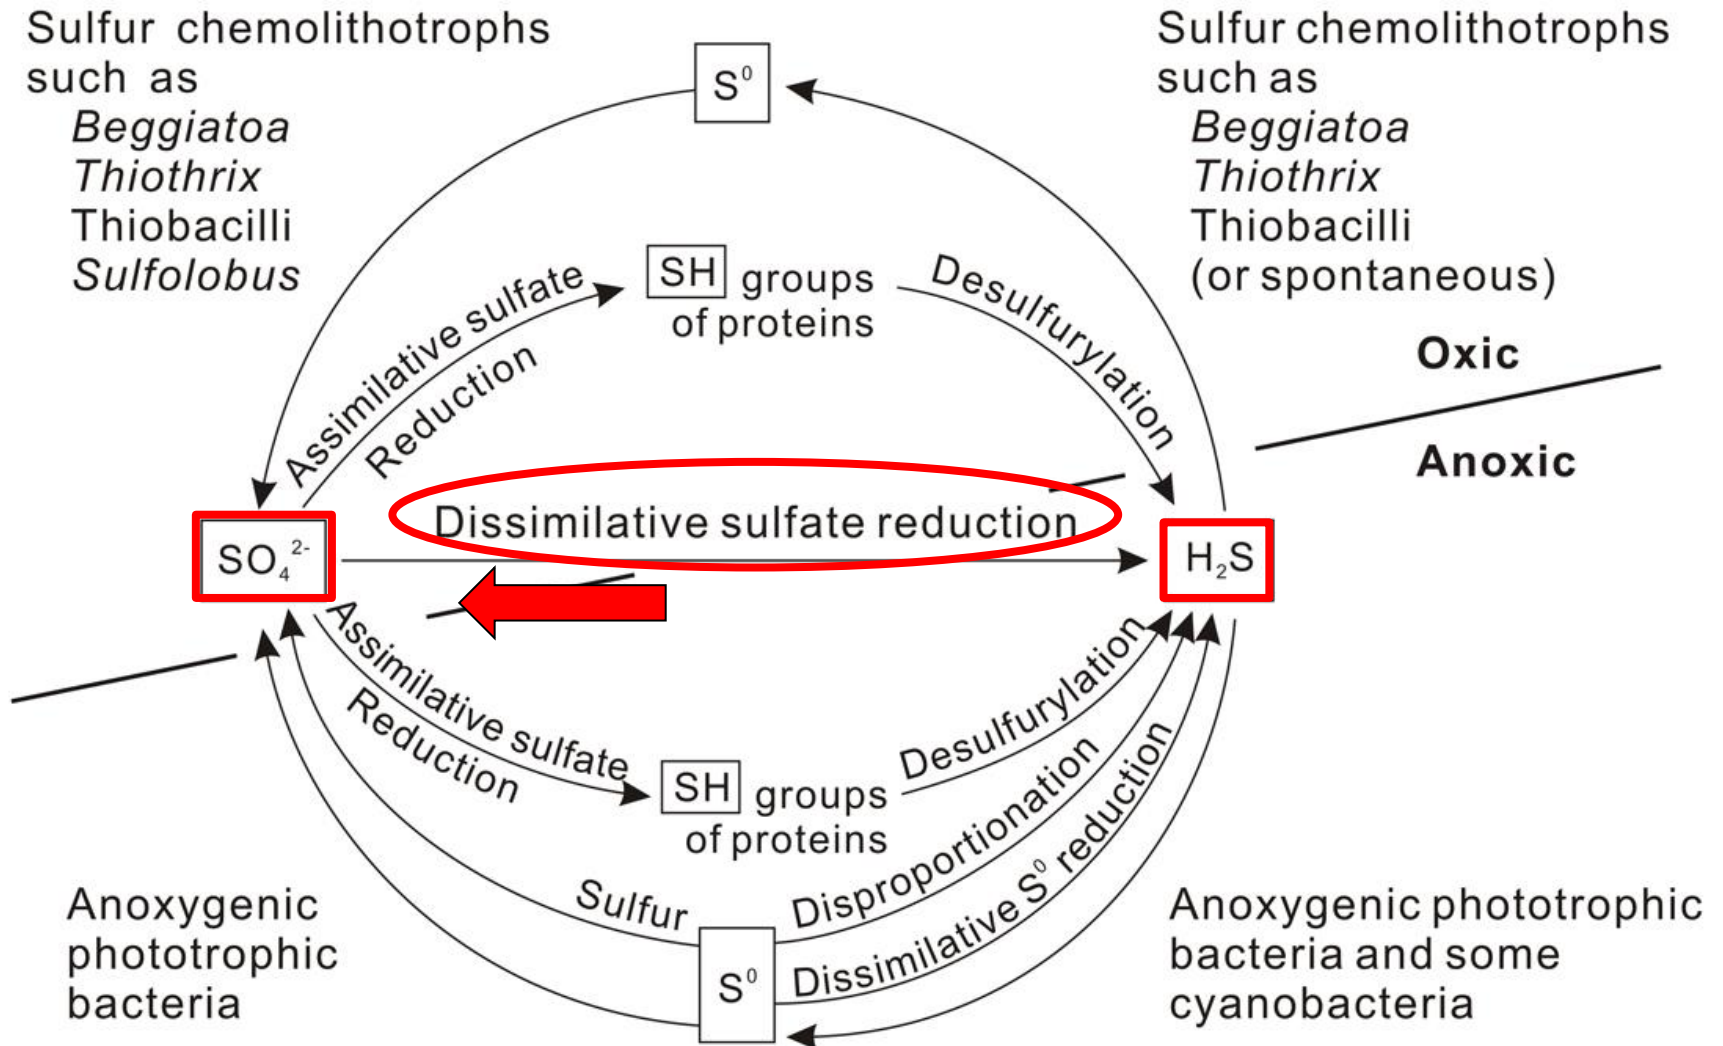 Sulfur chemolithotrophs
such as
Beggiatoa
Thiothrix
Thiobacilli
Sulfolobus
S⁰
Sulfur chemolithotrophs
such as
Beggiatoa
Thiothrix
Thiobacilli
(or spontaneous)
Assimilative sulfate
Reduction
SH groups
of proteins
Desulfurylation
Oxic
Anoxic
Dissimilative sulfate reduction
SO₄²⁻
H₂S
Assimilative sulfate
Reduction
SH groups
of proteins
Desulfurylation
Sulfur
Disproportionation
Dissimilative S⁰ reduction
S⁰
Anoxygenic
phototrophic
bacteria
Anoxygenic phototrophic
bacteria and some
cyanobacteria